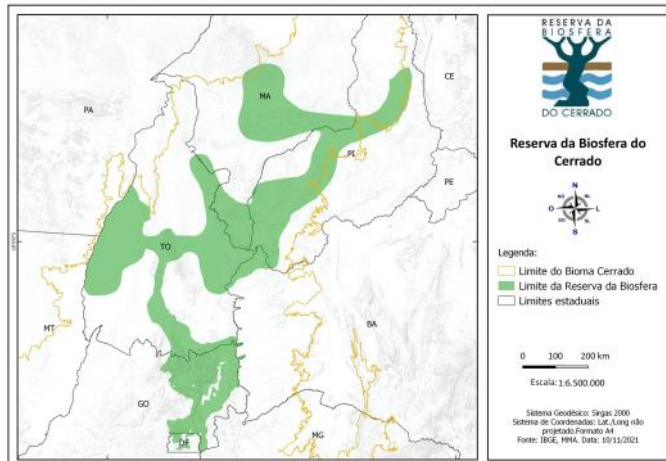 PA
MA
CE
PI
PE
TO
MT
BA
GO
DF
MG
RESERVA DA
BIOSFERA
DO CERRADO
Reserva da Biosfera do
Cerrado
N
O
L
S
Legenda:
Limite do Bioma Cerrado
Limite da Reserva da Biosfera
Limites estaduais
0 100 200 km
Escala: 1:6.500.000
Sistema Geodésico: Sirgas 2000
Sistema de Coordenadas: Lat./Long não
projetado.Formato A4
Fonte: IBGE, MMA. Data: 10/11/2021